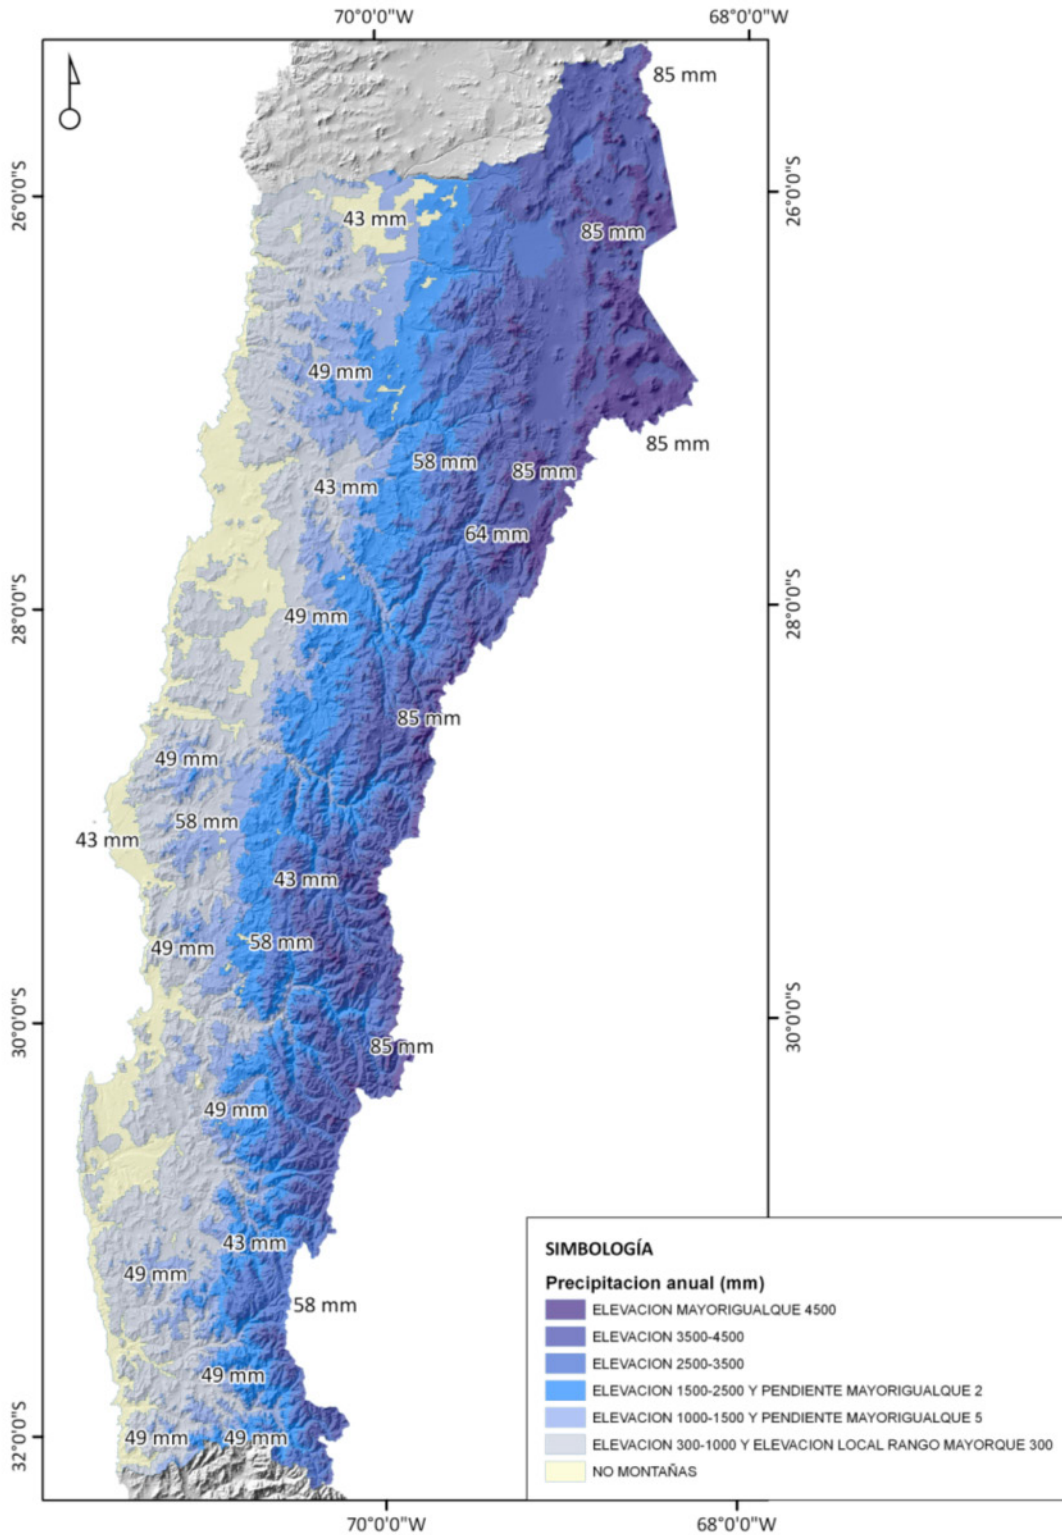 70°0'0"W
68°0'0"W
85 mm
26°0'0"S
26°0'0"S
43 mm
85 mm
49 mm
85 mm
58 mm
85 mm
43 mm
64 mm
28°0'0"S
28°0'0"S
49 mm
85 mm
49 mm
58 mm
43 mm
43 mm
58 mm
49 mm
30°0'0"S
30°0'0"S
85 mm
49 mm
43 mm
49 mm
58 mm
49 mm
32°0'0"S
49 mm
49 mm
SIMBOLOGÍA
Precipitacion anual (mm)
ELEVACION MAYORIGUALQUE 4500
ELEVACION 3500-4500
ELEVACION 2500-3500
ELEVACION 1500-2500 Y PENDIENTE MAYORIGUALQUE 2
ELEVACION 1000-1500 Y PENDIENTE MAYORIGUALQUE 5
ELEVACION 300-1000 Y ELEVACION LOCAL RANGO MAYORQUE 300
NO MONTAÑAS
70°0'0"W
68°0'0"W